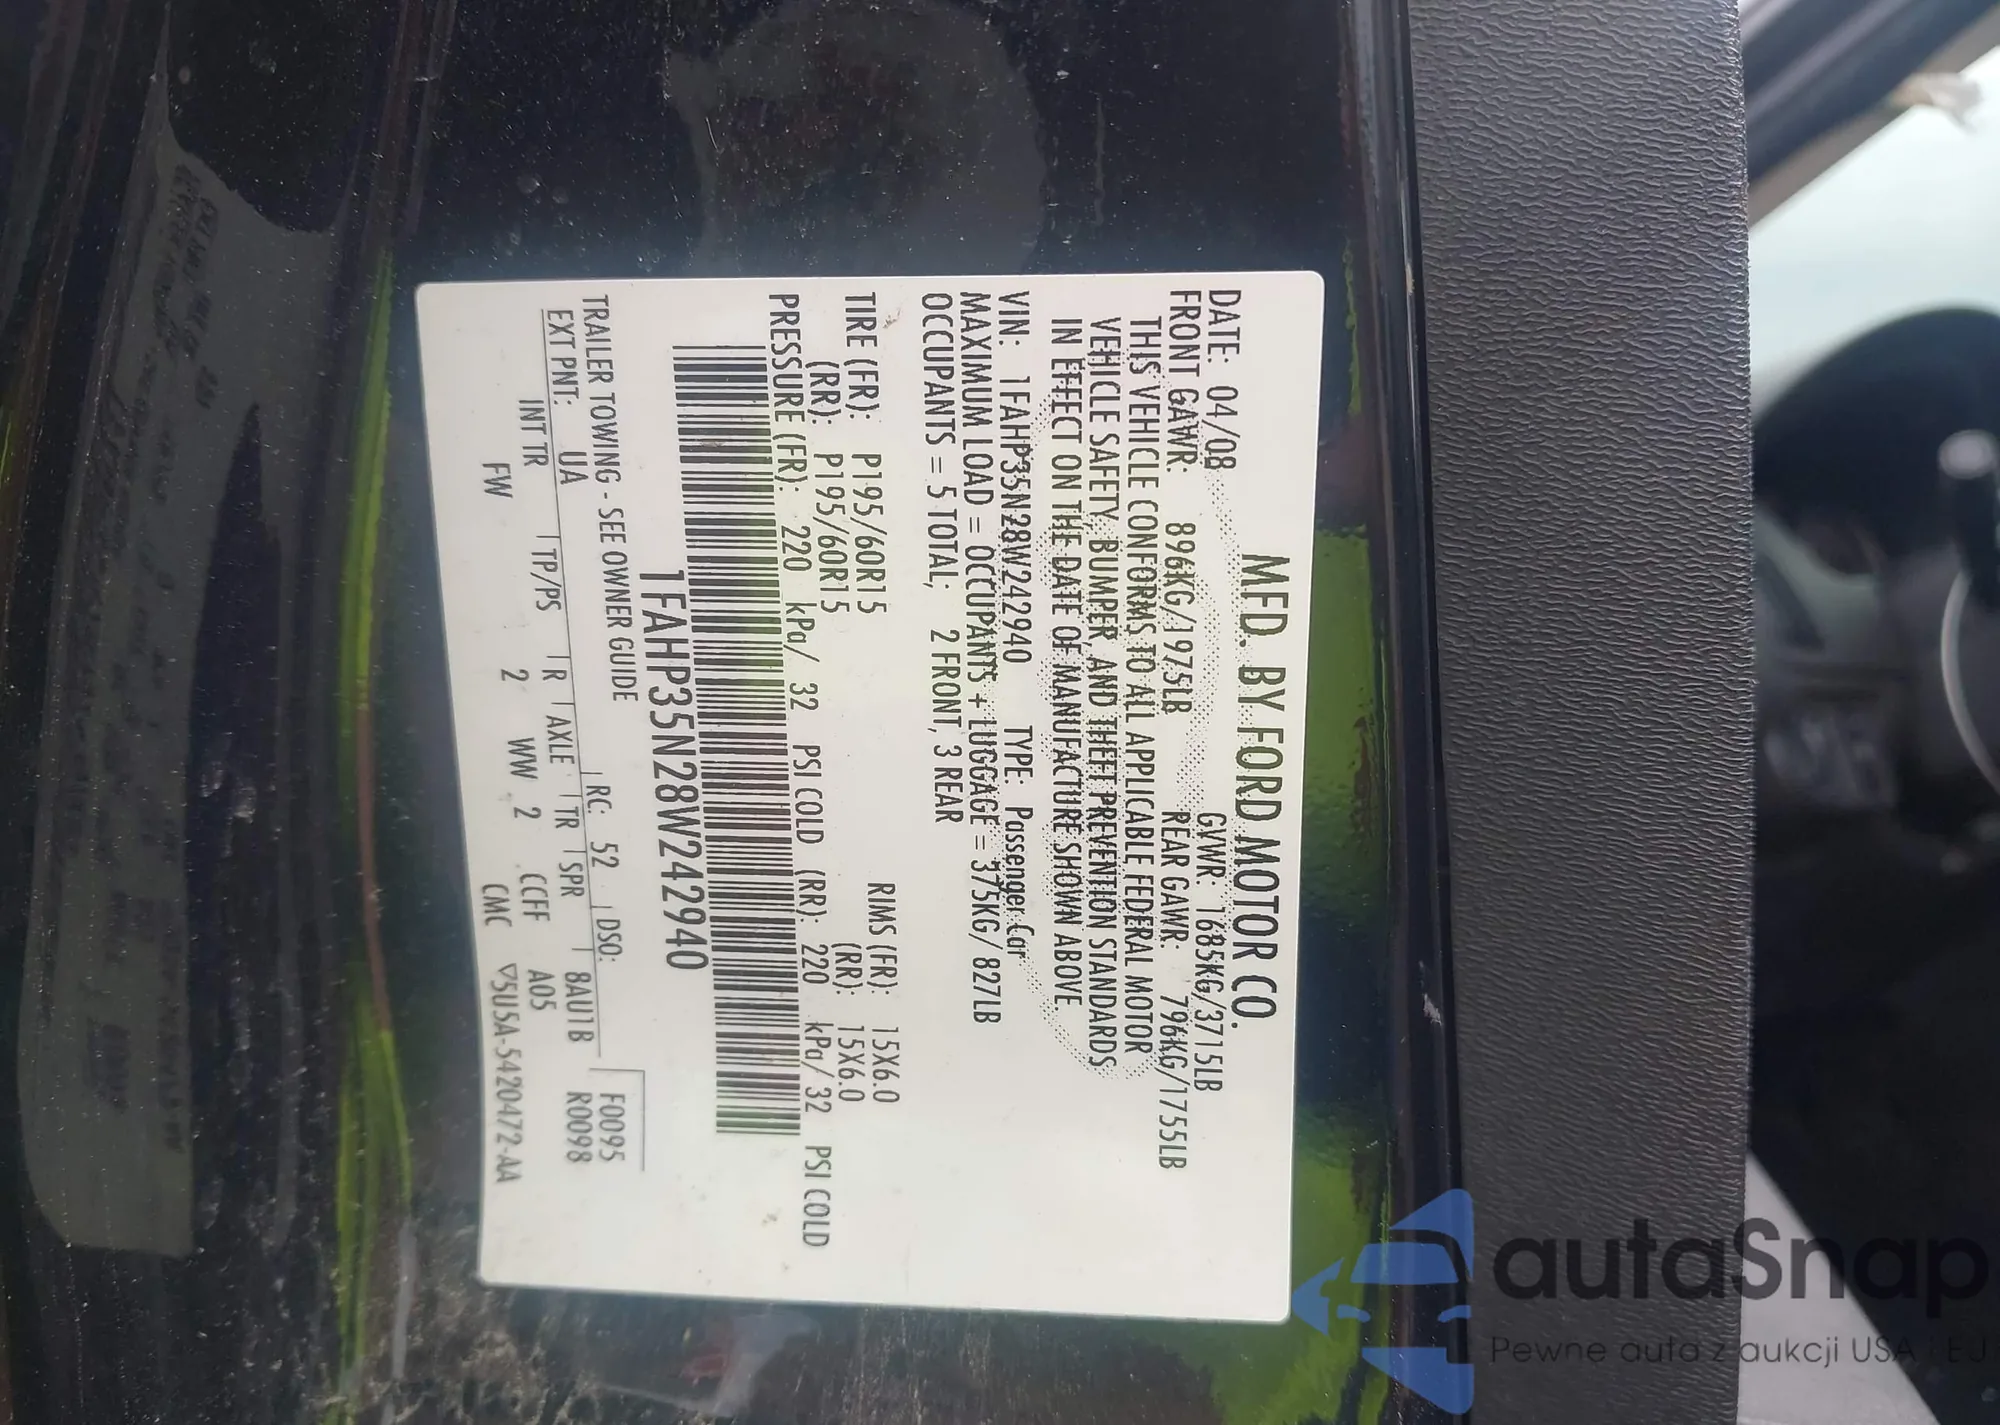 MFD. BY FORD MOTOR CO.
DATE: 04/08 GVWR: 1685KG/3715LB
FRONT GAWR: 896KG/1975LB REAR GAWR: 796KG/1755LB
THIS VEHICLE CONFORMS TO ALL APPLICABLE FEDERAL MOTOR
VEHICLE SAFETY, BUMPER, AND THEFT PREVENTION STANDARDS
IN EFFECT ON THE DATE OF MANUFACTURE SHOWN ABOVE.
VIN: 1FAHP35N28W242940 TYPE: Passenger Car
MAXIMUM LOAD = OCCUPANTS + LUGGAGE = 375KG/ 827LB
OCCUPANTS = 5 TOTAL, 2 FRONT, 3 REAR
TIRE (FR): P195/60R15 RIMS (FR): 15X6.0
(RR): P195/60R15 (RR): 15X6.0
PRESSURE (FR): 220 kPa/ 32 PSI COLD (RR): 220 kPa/ 32 PSI COLD
1FAHP35N28W242940
TRAILER TOWING - SEE OWNER GUIDE
F0095
EXT PNT: UA RC: 52 DSO: R0098
INT TR TP/PS R AXLE TR SPR BAU1B
FW 2 WW 2 CCFF A05
CMC ▽5U5A-5420472-AA
autaSnap
Pewne auta z aukcji USA i EU